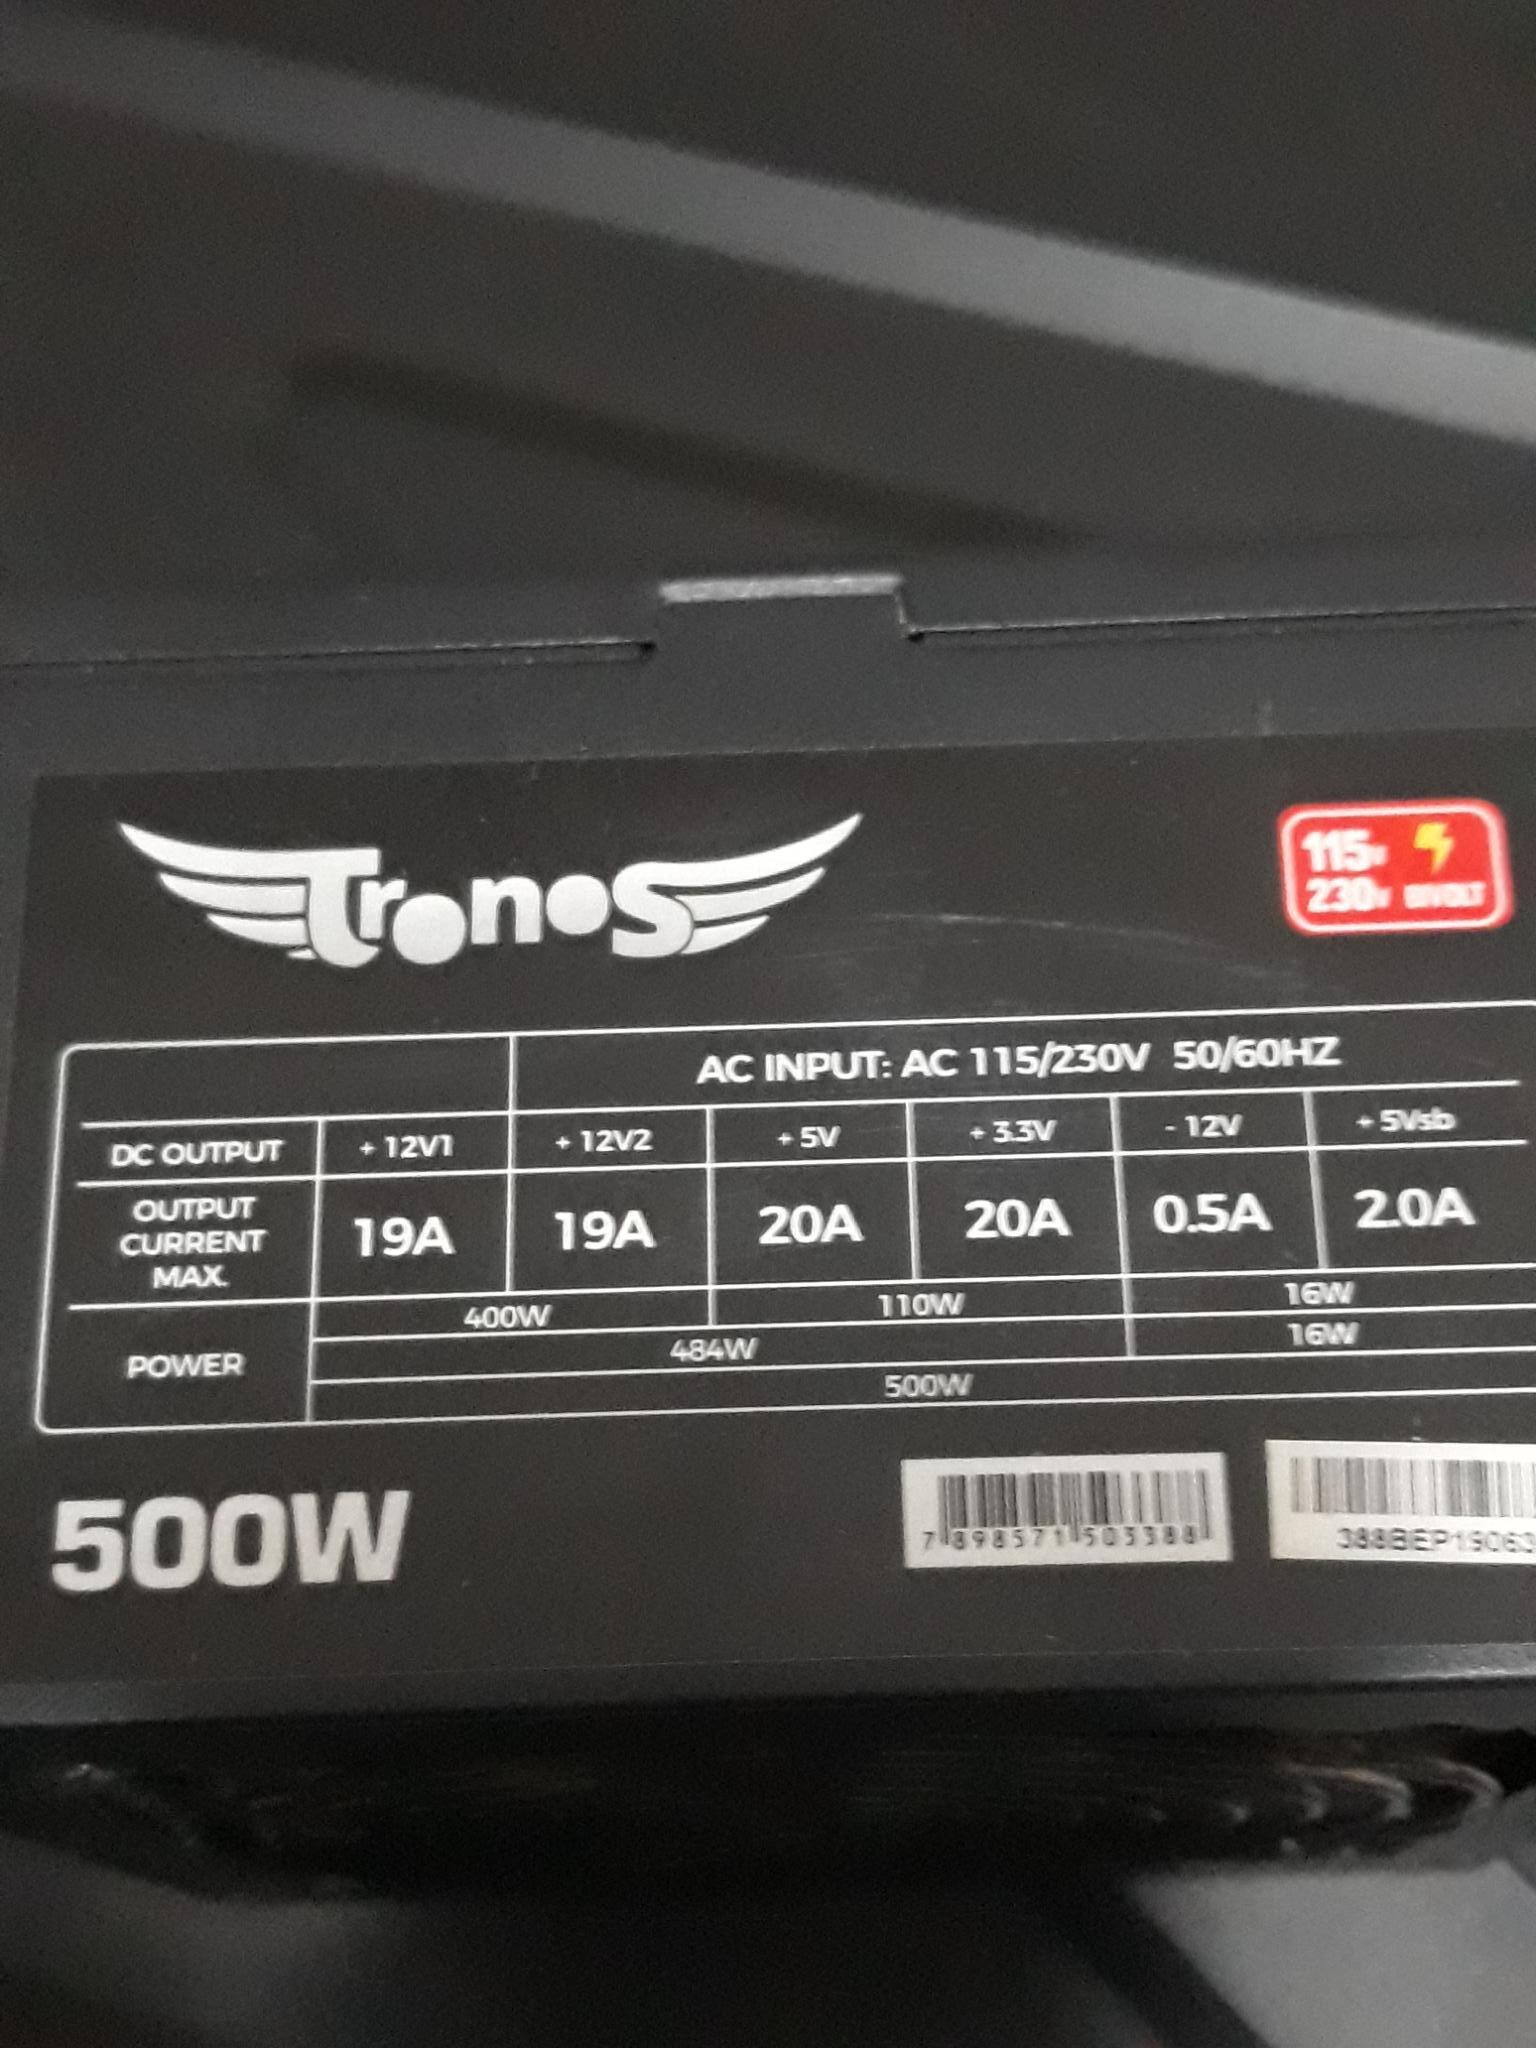 Tronos
115v
230v BIVOLT
AC INPUT: AC 115/230V 50/60HZ
DC OUTPUT + 12V1 + 12V2 + 5V + 3.3V - 12V + 5Vsb
OUTPUT
CURRENT
MAX.
19A 19A 20A 20A 0.5A 2.0A
POWER
400W 110W 16W
484W 16W
500W
500W
7 898571 503388
388BEP19063